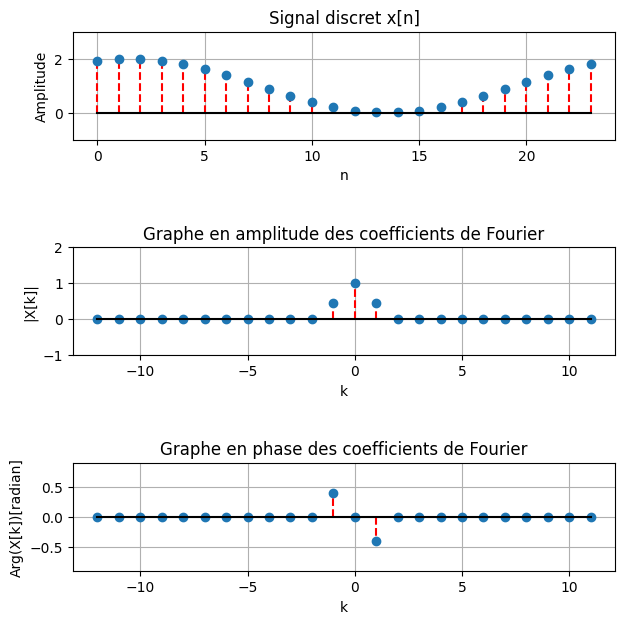 Signal discret x[n]
Amplitude
2
0
0 5 10 15 20
n
Graphe en amplitude des coefficients de Fourier
|X[k]|
2
1
0
−1
−10 −5 0 5 10
k
Graphe en phase des coefficients de Fourier
Arg(X[k])[radian]
0.5
0.0
−0.5
−10 −5 0 5 10
k